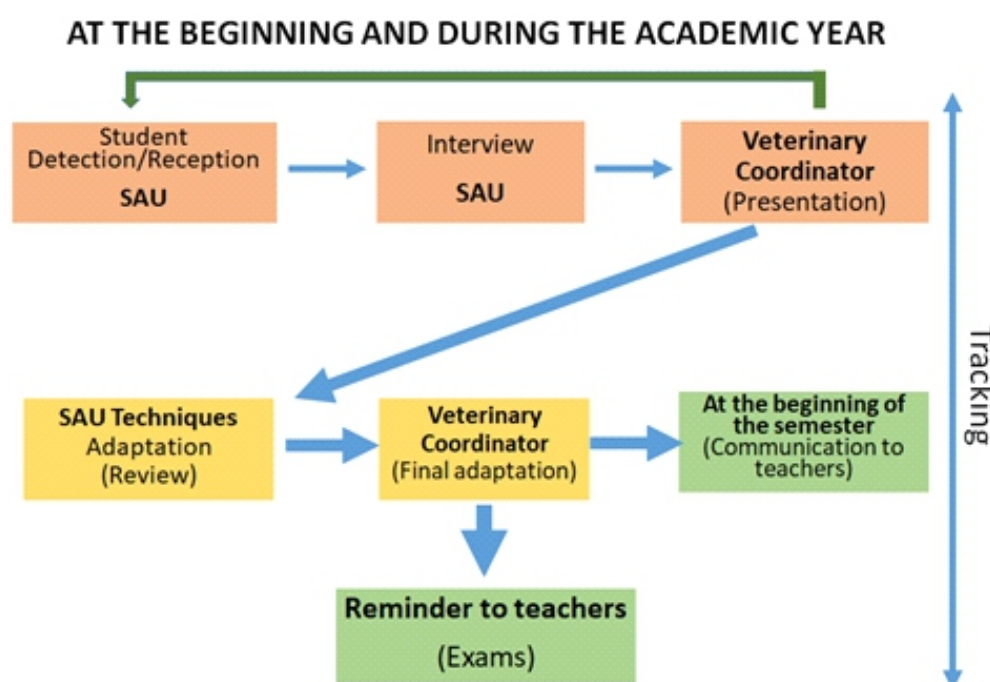 AT THE BEGINNING AND DURING THE ACADEMIC YEAR
Student
Detection/Reception
SAU
Interview
SAU
Veterinary
Coordinator
(Presentation)
SAU Techniques
Adaptation
(Review)
Veterinary
Coordinator
(Final adaptation)
At the beginning of
the semester
(Communication to
teachers)
Reminder to teachers
(Exams)
Tracking